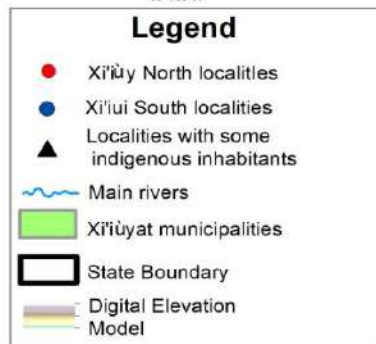 Legend
Xi'iùy North localities
Xi'iui South localities
Localities with some
indigenous inhabitants
Main rivers
Xi'iùyat municipalities
State Boundary
Digital Elevation
Model